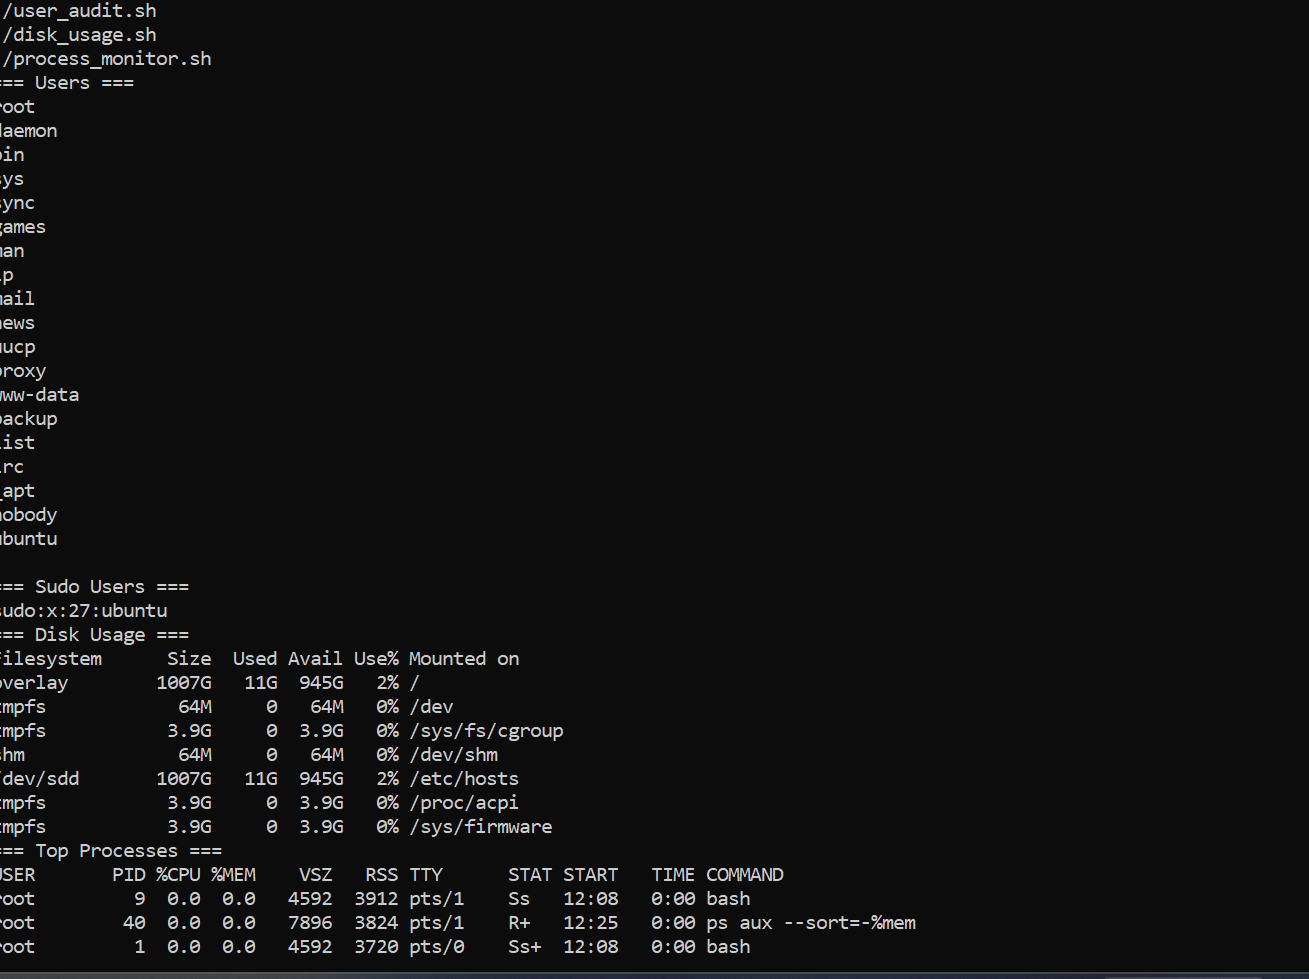 /user_audit.sh
/disk_usage.sh
/process_monitor.sh
=== Users ===
root
daemon
bin
sys
sync
games
man
lp
mail
news
uucp
proxy
www-data
backup
list
irc
_apt
nobody
ubuntu
=== Sudo Users ===
sudo:x:27:ubuntu
=== Disk Usage ===
Filesystem      Size  Used Avail Use% Mounted on
overlay        1007G   11G  945G   2% /
tmpfs            64M     0   64M   0% /dev
tmpfs           3.9G     0  3.9G   0% /sys/fs/cgroup
shm              64M     0   64M   0% /dev/shm
/dev/sdd       1007G   11G  945G   2% /etc/hosts
tmpfs           3.9G     0  3.9G   0% /proc/acpi
tmpfs           3.9G     0  3.9G   0% /sys/firmware
=== Top Processes ===
USER       PID %CPU %MEM    VSZ   RSS TTY      STAT START   TIME COMMAND
root         9  0.0  0.0   4592  3912 pts/1    Ss   12:08   0:00 bash
root        40  0.0  0.0   7896  3824 pts/1    R+   12:25   0:00 ps aux --sort=-%mem
root         1  0.0  0.0   4592  3720 pts/0    Ss+  12:08   0:00 bash